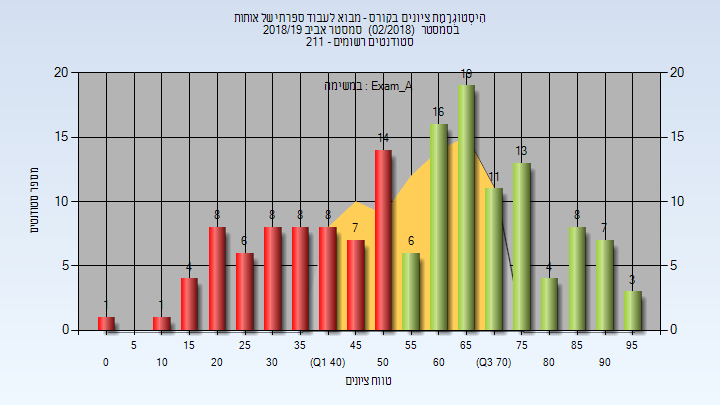 היסטוגרמת ציונים בקורס - מבוא לעבוד ספרתי של אותות
בסמסטר (02/2018) סמסטר אביב 2018/19
סטודנטים רשומים - 211
במשימה : Exam_A
20 20
15 15
10 10
5 5
0 0
מספר סטודנטים
1 1 4 8 6 8 8 8 7 14 6 16 19 11 13 4 8 7 3
5 15 25 35 45 55 65 75 85 95
0 10 20 30 (Q1 40) 50 60 (Q3 70) 80 90
טווח ציונים